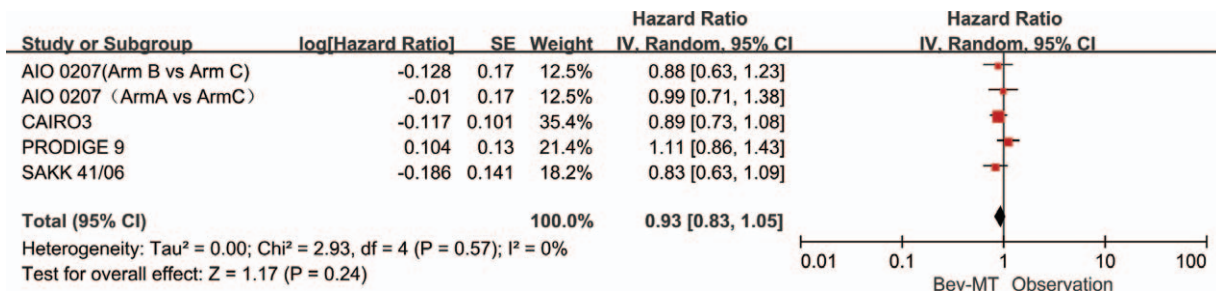 Hazard Ratio Hazard Ratio
Study or Subgroup log[Hazard Ratio] SE Weight IV, Random, 95% CI IV, Random, 95% CI
AIO 0207(Arm B vs Arm C) -0.128 0.17 12.5% 0.88 [0.63, 1.23]
AIO 0207（ArmA vs ArmC） -0.01 0.17 12.5% 0.99 [0.71, 1.38]
CAIRO3 -0.117 0.101 35.4% 0.89 [0.73, 1.08]
PRODIGE 9 0.104 0.13 21.4% 1.11 [0.86, 1.43]
SAKK 41/06 -0.186 0.141 18.2% 0.83 [0.63, 1.09]
Total (95% CI) 100.0% 0.93 [0.83, 1.05]
Heterogeneity: Tau² = 0.00; Chi² = 2.93, df = 4 (P = 0.57); I² = 0%
Test for overall effect: Z = 1.17 (P = 0.24)
0.01 0.1 1 10 100
Bev-MT Observation